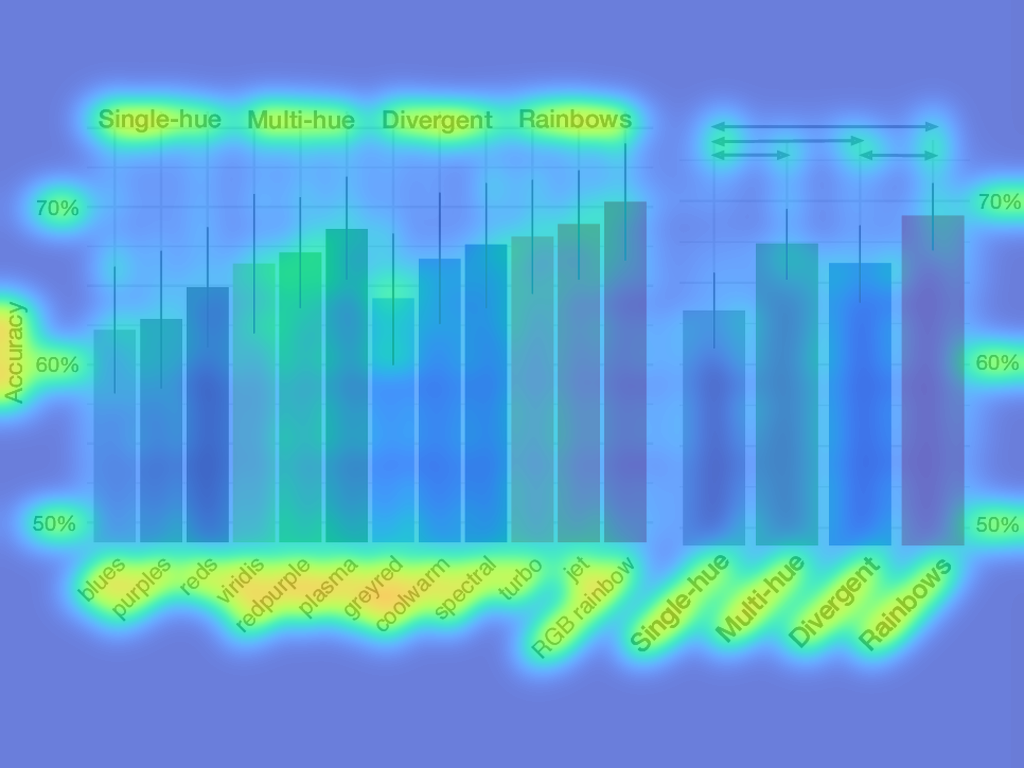 Single-hue Multi-hue Divergent Rainbows
Accuracy
70%
60%
50%
blues
purples
reds
viridis
redpurple
plasma
greyred
coolwarm
spectral
turbo
jet
RGB rainbow
70%
60%
50%
Single-hue
Multi-hue
Divergent
Rainbows